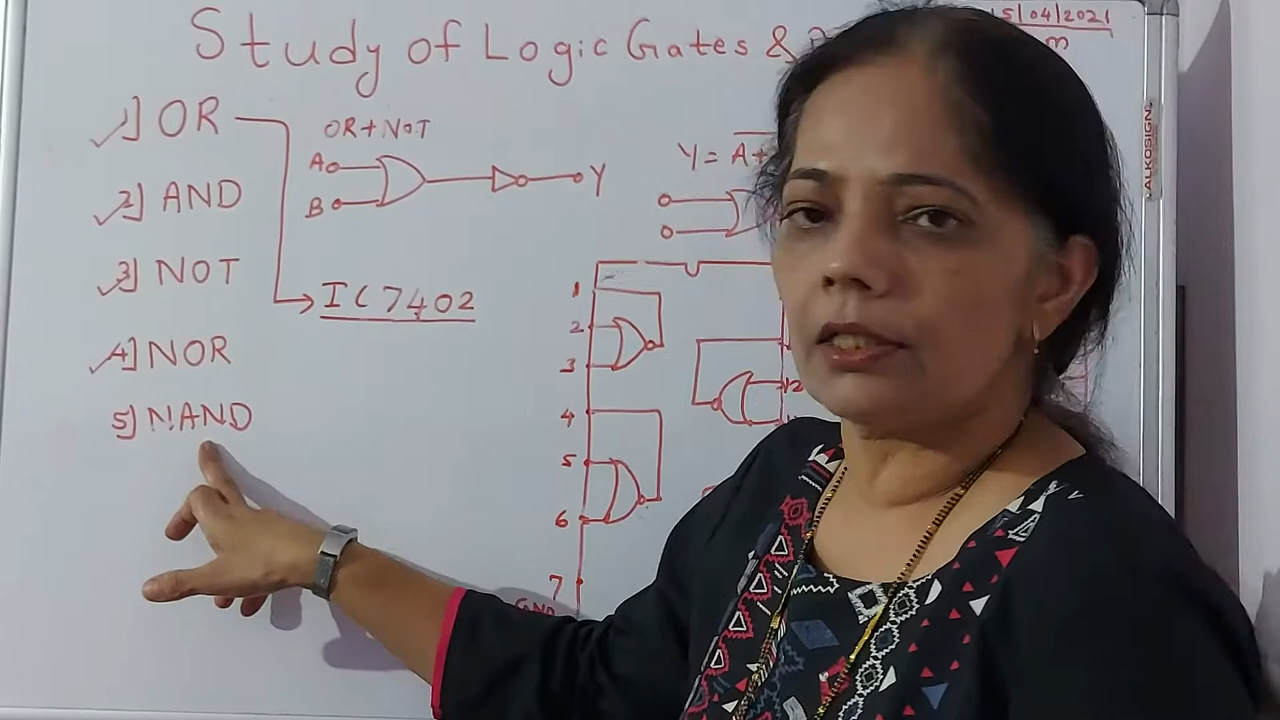 Study of Logic Gates &
15/04/2021
m
1] OR
OR + NOT
A
B
Y
Y = A+
2] AND
3] NOT
IC 7402
4] NOR
5] NAND
1
2
3
4
5
6
7
GND
12
ALKOSIGN